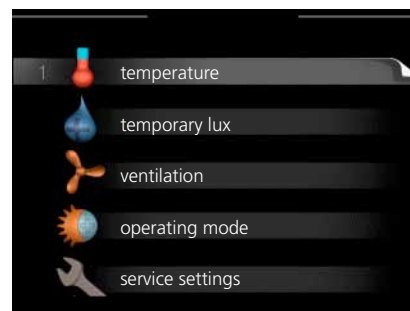 1 temperature
temporary lux
ventilation
operating mode
service settings